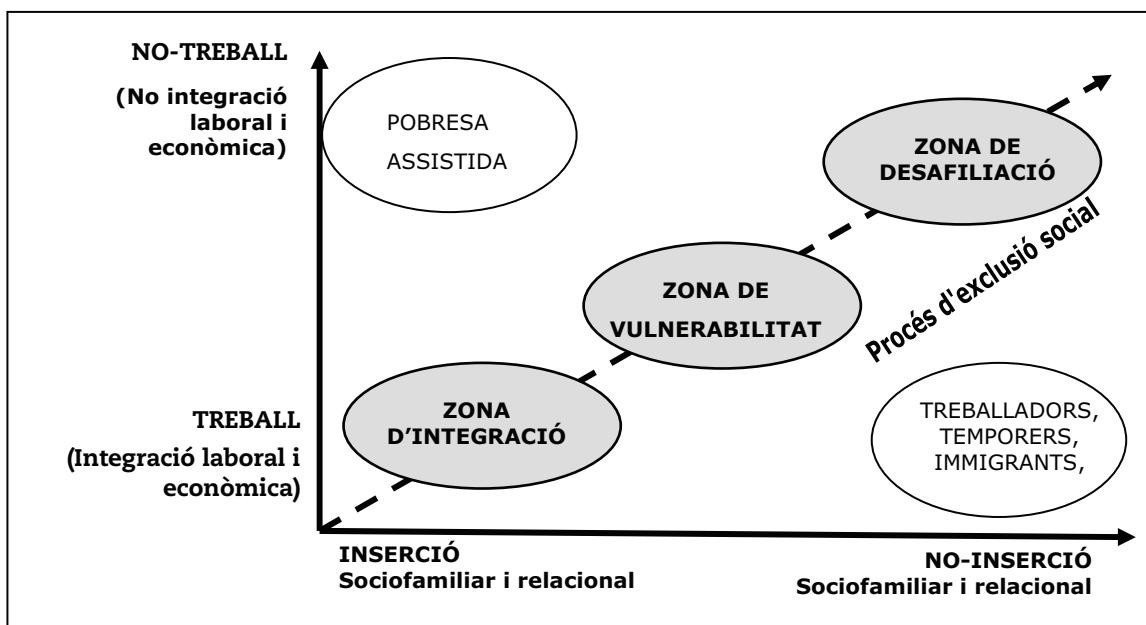 NO-TREBALL
(No integració
laboral i
econòmica)
POBRESA
ASSISTIDA
ZONA DE
DESAFILIACIÓ
Procés d'exclusió social
ZONA DE
VULNERABILITAT
TREBALL
(Integració laboral i
econòmica)
ZONA
D’INTEGRACIÓ
TREBALLADORS,
TEMPORERS,
IMMIGRANTS,
INSERCIÓ
Sociofamiliar i relacional
NO-INSERCIÓ
Sociofamiliar i relacional